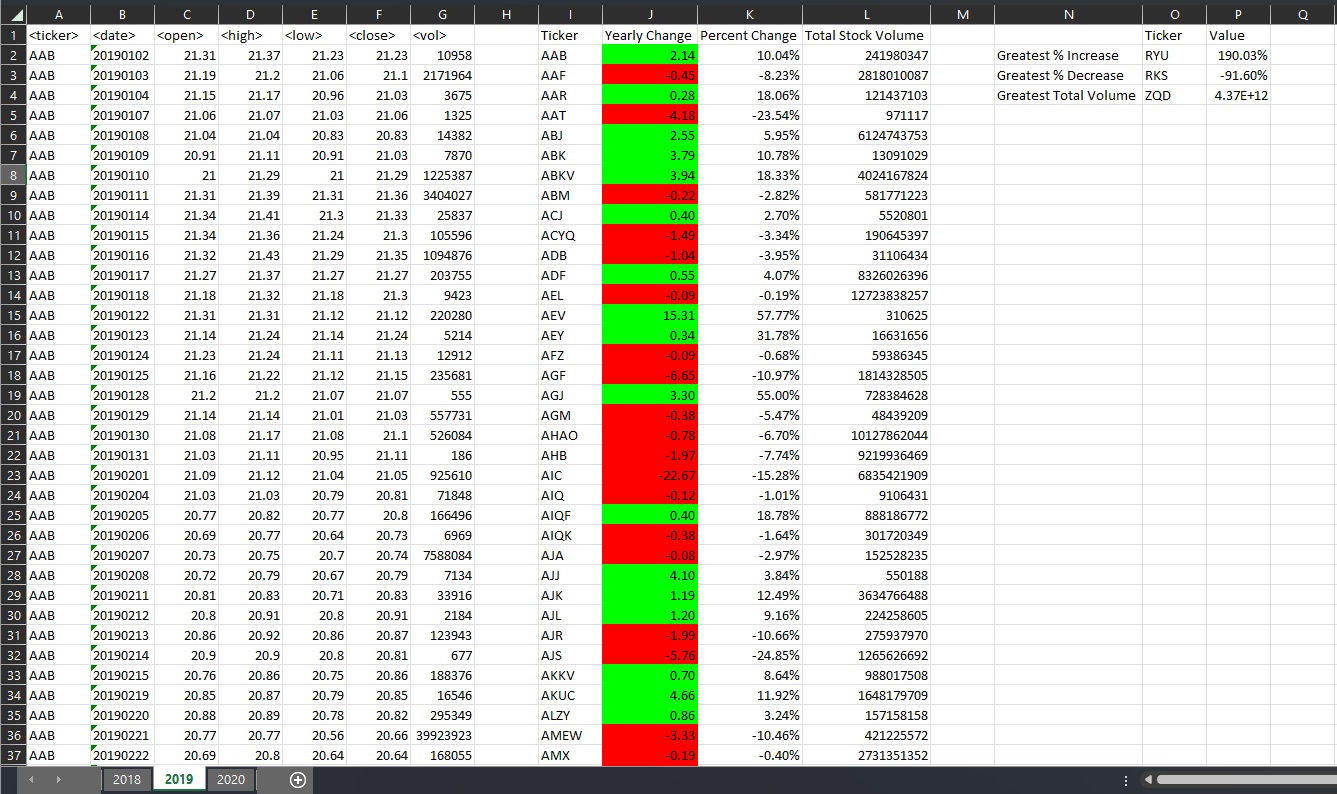 A B C D E F G H I J K L M N O P Q
1 <ticker> <date> <open> <high> <low> <close> <vol> Ticker Yearly Change Percent Change Total Stock Volume Ticker Value
2 AAB 20190102 21.31 21.37 21.23 21.23 10958 AAB 2.14 10.04% 241980347 Greatest % Increase RYU 190.03%
3 AAB 20190103 21.19 21.2 21.06 21.1 2171964 AAF -0.45 -8.23% 2818010087 Greatest % Decrease RKS -91.60%
4 AAB 20190104 21.15 21.17 20.96 21.03 3675 AAR 0.28 18.06% 121437103 Greatest Total Volume ZQD 4.37E+12
5 AAB 20190107 21.06 21.07 21.03 21.06 1325 AAT -4.18 -23.54% 971117
6 AAB 20190108 21.04 21.04 20.83 20.83 14382 ABJ 2.55 5.95% 6124743753
7 AAB 20190109 20.91 21.11 20.91 21.03 7870 ABK 3.79 10.78% 13091029
8 AAB 20190110 21 21.29 21 21.29 1225387 ABKV 3.94 18.33% 4024167824
9 AAB 20190111 21.31 21.39 21.31 21.36 3404027 ABM -0.22 -2.82% 581771223
10 AAB 20190114 21.34 21.41 21.3 21.33 25837 ACJ 0.40 2.70% 5520801
11 AAB 20190115 21.34 21.36 21.24 21.3 105596 ACYQ -1.49 -3.34% 190645397
12 AAB 20190116 21.32 21.43 21.29 21.35 1094876 ADB -1.04 -3.95% 31106434
13 AAB 20190117 21.27 21.37 21.27 21.27 203755 ADF 0.55 4.07% 8326026396
14 AAB 20190118 21.18 21.32 21.18 21.3 9423 AEL -0.09 -0.19% 12723838257
15 AAB 20190122 21.31 21.31 21.12 21.12 220280 AEV 15.31 57.77% 310625
16 AAB 20190123 21.14 21.24 21.14 21.24 5214 AEY 0.34 31.78% 16631656
17 AAB 20190124 21.23 21.24 21.11 21.13 12912 AFZ -0.09 -0.68% 59386345
18 AAB 20190125 21.16 21.22 21.12 21.15 235681 AGF -6.65 -10.97% 1814328505
19 AAB 20190128 21.2 21.2 21.07 21.07 555 AGJ 3.30 55.00% 728384628
20 AAB 20190129 21.14 21.14 21.01 21.03 557731 AGM -0.38 -5.47% 48439209
21 AAB 20190130 21.08 21.17 21.08 21.1 526084 AHAO -0.78 -6.70% 10127862044
22 AAB 20190131 21.03 21.11 20.95 21.11 186 AHB -1.97 -7.74% 9219936469
23 AAB 20190201 21.09 21.12 21.04 21.05 925610 AIC -22.67 -15.28% 6835421909
24 AAB 20190204 21.03 21.03 20.79 20.81 71848 AIQ -0.12 -1.01% 9106431
25 AAB 20190205 20.77 20.82 20.77 20.8 166496 AIQF 0.40 18.78% 888186772
26 AAB 20190206 20.69 20.77 20.64 20.73 6969 AIQK -0.38 -1.64% 301720349
27 AAB 20190207 20.73 20.75 20.7 20.74 7588084 AJA -0.08 -2.97% 152528235
28 AAB 20190208 20.72 20.79 20.67 20.79 7134 AJJ 4.10 3.84% 550188
29 AAB 20190211 20.81 20.83 20.71 20.83 33916 AJK 1.19 12.49% 3634766488
30 AAB 20190212 20.8 20.91 20.8 20.91 2184 AJL 1.20 9.16% 224258605
31 AAB 20190213 20.86 20.92 20.86 20.87 123943 AJR -1.99 -10.66% 275937970
32 AAB 20190214 20.9 20.9 20.8 20.81 677 AJS -5.76 -24.85% 1265626692
33 AAB 20190215 20.76 20.86 20.75 20.86 188376 AKKV 0.70 8.64% 988017508
34 AAB 20190219 20.85 20.87 20.79 20.85 16546 AKUC 4.66 11.92% 1648179709
35 AAB 20190220 20.88 20.89 20.78 20.82 295349 ALZY 0.86 3.24% 157158158
36 AAB 20190221 20.77 20.77 20.56 20.66 39923923 AMEW -3.33 -10.46% 421225572
37 AAB 20190222 20.69 20.8 20.64 20.64 168055 AMX -0.19 -0.40% 2731351352
2018 2019 2020